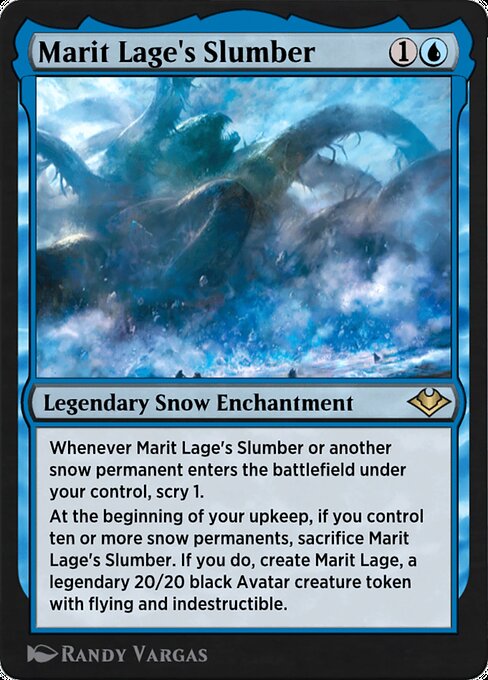 Marit Lage's Slumber 1
Legendary Snow Enchantment
Whenever Marit Lage's Slumber or another
snow permanent enters the battlefield under
your control, scry 1.
At the beginning of your upkeep, if you control
ten or more snow permanents, sacrifice Marit
Lage's Slumber. If you do, create Marit Lage, a
legendary 20/20 black Avatar creature token
with flying and indestructible.
Randy Vargas